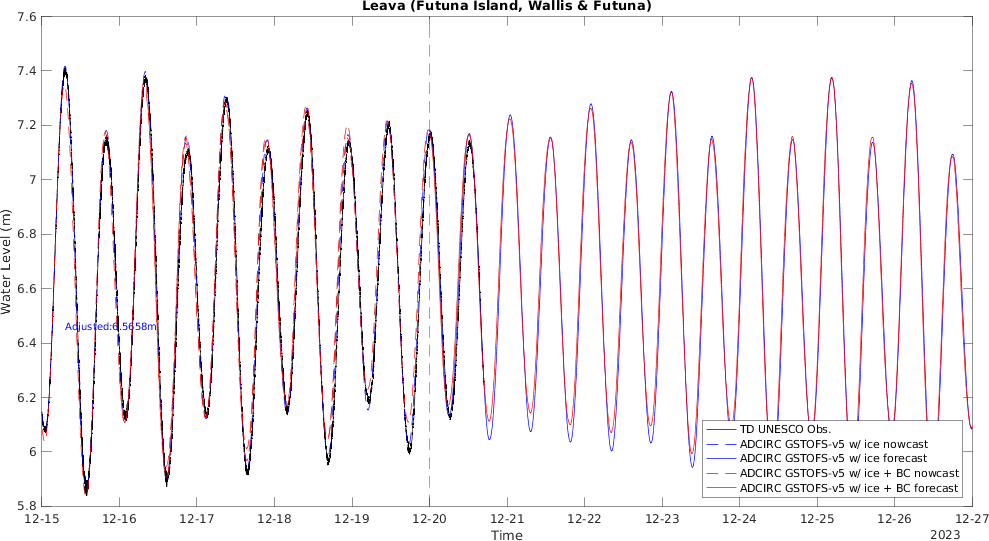 Leava (Futuna Island, Wallis & Futuna)
7.6
7.4
7.2
7
6.8
6.6
6.4
6.2
6
5.8
Water Level (m)
Adjusted:6.5658m
TD UNESCO Obs.
ADCIRC GSTOFS-v5 w/ ice nowcast
ADCIRC GSTOFS-v5 w/ ice forecast
ADCIRC GSTOFS-v5 w/ ice + BC nowcast
ADCIRC GSTOFS-v5 w/ ice + BC forecast
12-15 12-16 12-17 12-18 12-19 12-20 12-21 12-22 12-23 12-24 12-25 12-26 12-27
Time
2023